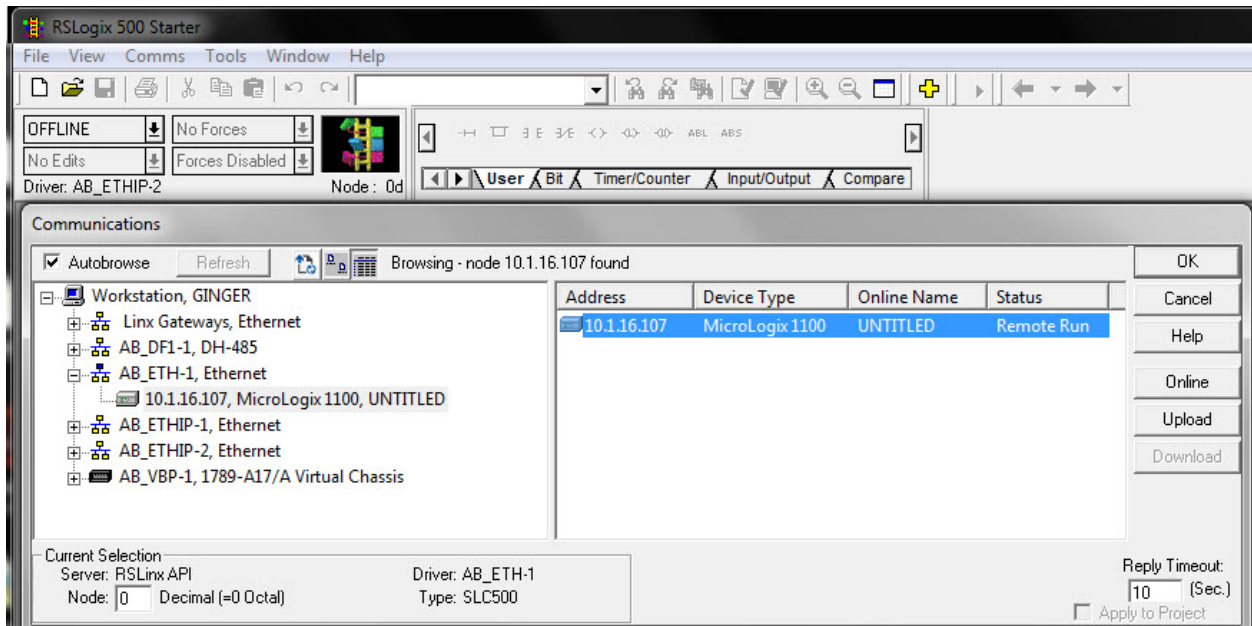 RSLogix 500 Starter
File View Comms Tools Window Help
OFFLINE No Forces
No Edits Forces Disabled
Driver: AB_ETHIP-2 Node : 0d
ABL ABS
User Bit Timer/Counter Input/Output Compare
Communications
Autobrowse Refresh Browsing - node 10.1.16.107 found
Workstation, GINGER
Linx Gateways, Ethernet
AB_DF1-1, DH-485
AB_ETH-1, Ethernet
10.1.16.107, MicroLogix 1100, UNTITLED
AB_ETHIP-1, Ethernet
AB_ETHIP-2, Ethernet
AB_VBP-1, 1789-A17/A Virtual Chassis
Address Device Type Online Name Status
10.1.16.107 MicroLogix 1100 UNTITLED Remote Run
OK
Cancel
Help
Online
Upload
Download
Current Selection
Server: RSLinx API Driver: AB_ETH-1
Node: 0 Decimal (=0 Octal) Type: SLC500
Reply Timeout:
10 (Sec.)
Apply to Project